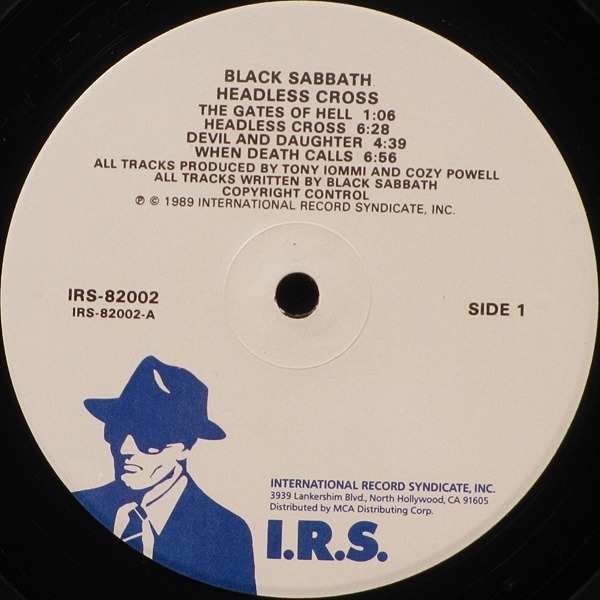 BLACK SABBATH
HEADLESS CROSS
THE GATES OF HELL 1:06
HEADLESS CROSS 6:28
DEVIL AND DAUGHTER 4:39
WHEN DEATH CALLS 6:56
ALL TRACKS PRODUCED BY TONY IOMMI AND COZY POWELL
ALL TRACKS WRITTEN BY BLACK SABBATH
COPYRIGHT CONTROL
℗ © 1989 INTERNATIONAL RECORD SYNDICATE, INC.
IRS-82002
IRS-82002-A
SIDE 1
INTERNATIONAL RECORD SYNDICATE, INC.
3939 Lankershim Blvd., North Hollywood, CA 91605
Distributed by MCA Distributing Corp.
I.R.S.